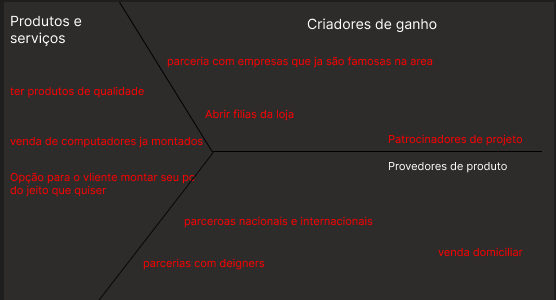 Produtos e
serviços
Criadores de ganho
parceria com empresas que ja são famosas na area
ter produtos de qualidade
Abrir filias da loja
venda de computadores ja montados
Patrocinadores de projeto
Provedores de produto
Opção para o vliente montar seu pc
do jeito que quiser
parceroas nacionais e internacionais
venda domiciliar
parcerias com deigners